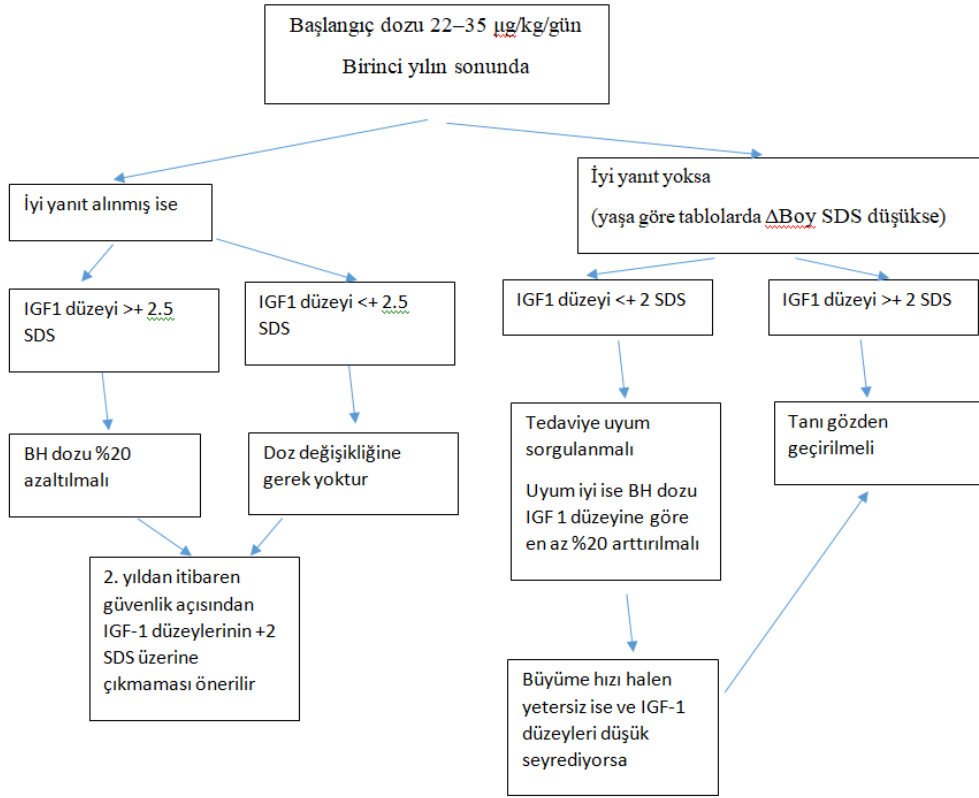 Başlangıç dozu 22–35 µg/kg/gün
Birinci yılın sonunda
İyi yanıt alınmış ise
İyi yanıt yoksa
(yaşa göre tablolarda ΔBoy SDS düşükse)
IGF1 düzeyi >+ 2.5
SDS
IGF1 düzeyi <+ 2.5
SDS
IGF1 düzeyi <+ 2 SDS
IGF1 düzeyi >+ 2 SDS
BH dozu %20
azaltılmalı
Doz değişikliğine
gerek yoktur
Tedaviye uyum
sorgulanmalı
Uyum iyi ise BH dozu
IGF 1 düzeyine göre
en az %20 arttırılmalı
Tanı gözden
geçirilmeli
2. yıldan itibaren
güvenlik açısından
IGF-1 düzeylerinin +2
SDS üzerine
çıkmaması önerilir
Büyüme hızı halen
yetersiz ise ve IGF-1
düzeyleri düşük
seyrediyorsa